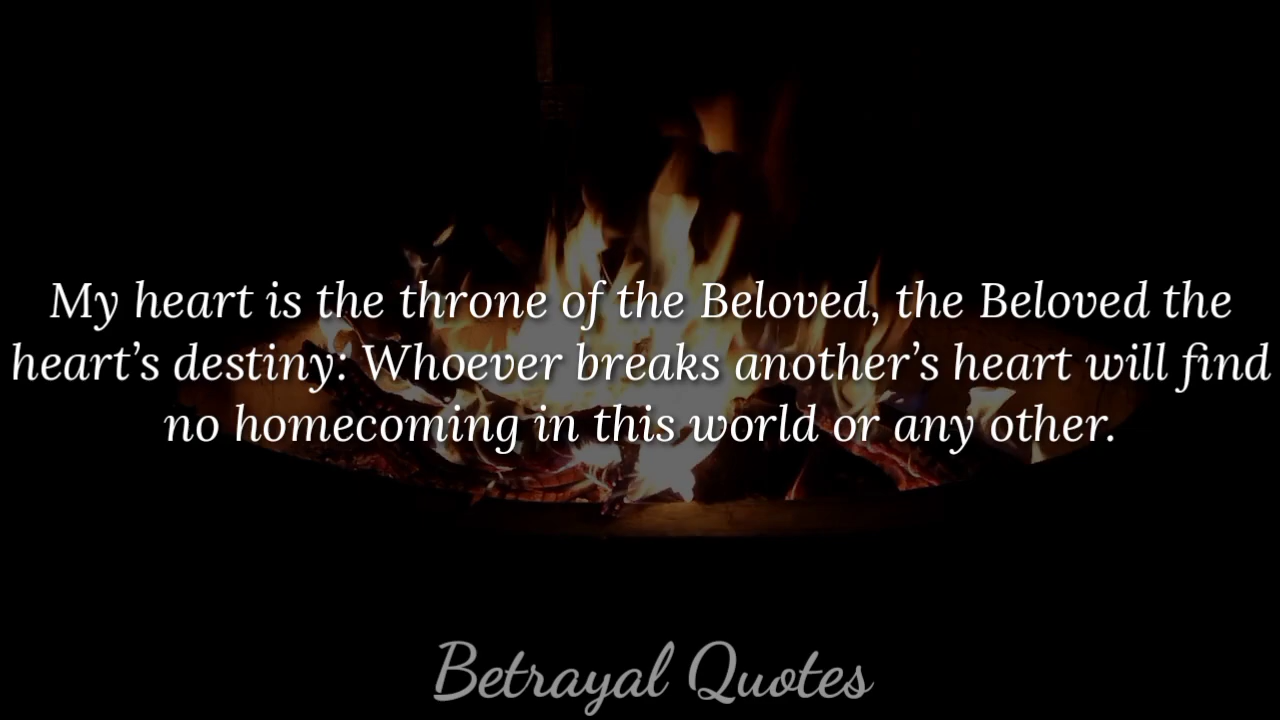 My heart is the throne of the Beloved, the Beloved the
heart’s destiny: Whoever breaks another’s heart will find
no homecoming in this world or any other.
Betrayal Quotes